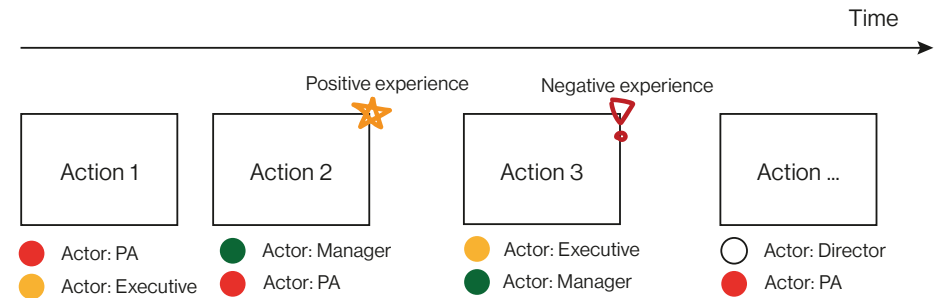 Time
Positive experience
Negative experience
Action 1
Action 2
Action 3
Action ...
Actor: PA
Actor: Executive
Actor: Manager
Actor: PA
Actor: Executive
Actor: Manager
Actor: Director
Actor: PA